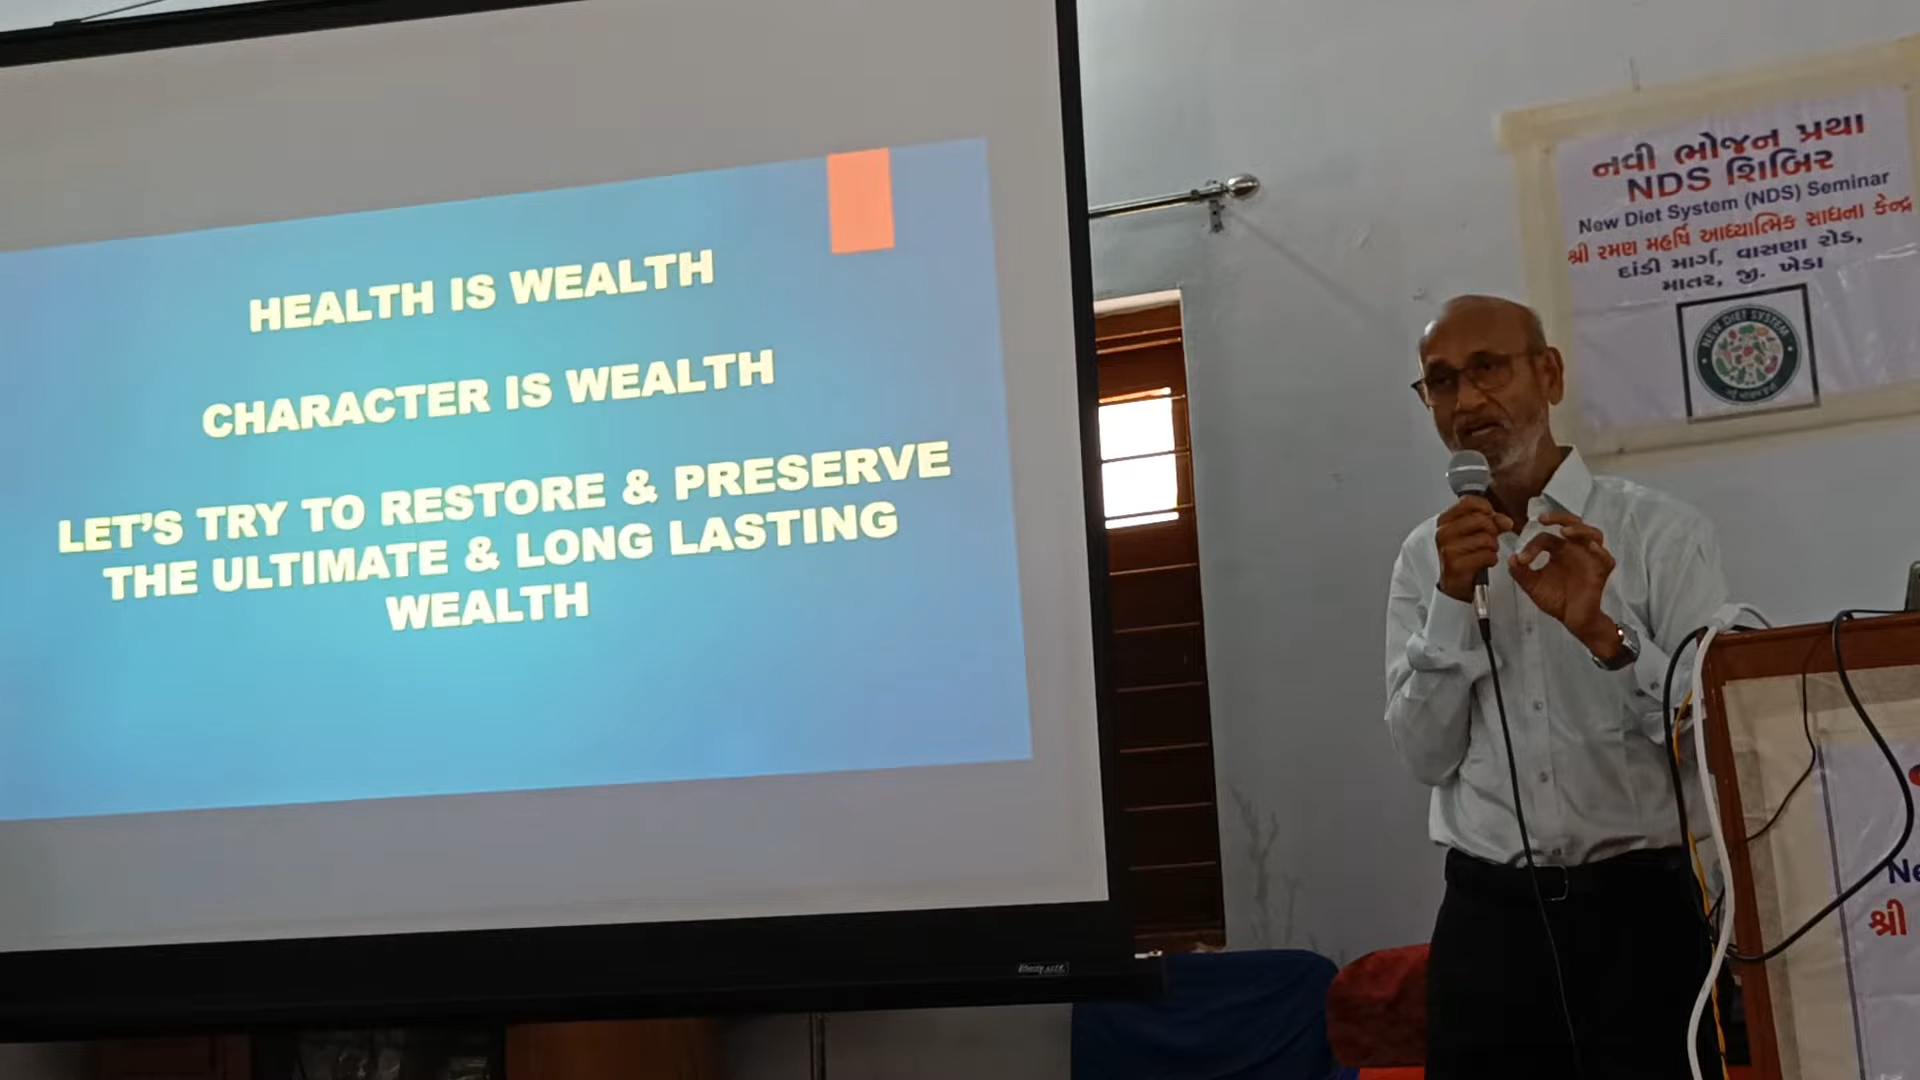 HEALTH IS WEALTH
CHARACTER IS WEALTH
LET'S TRY TO RESTORE & PRESERVE
THE ULTIMATE & LONG LASTING
WEALTH
નવી ભોજન પ્રથા
NDS શિબિર
New Diet System (NDS) Seminar
શ્રી રમણ મહર્ષિ આધ્યાત્મિક સાધના કેન્દ્ર
દાંડી માર્ગ, વાસણા રોડ,
માતર, જી. ખેડા
NEW DIET SYSTEM
Ne
શ્રી